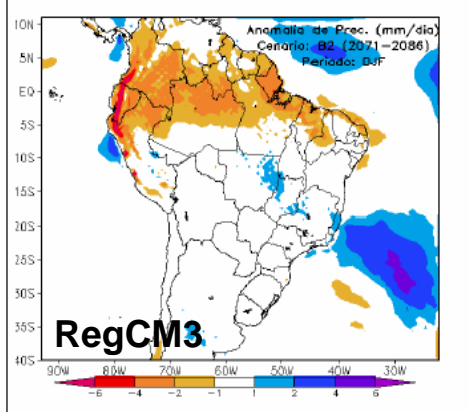 10N
Anomalia de Prec. (mm/dia)
Cenario: B2 (2071-2086)
Periodo: DJF
5N
EQ
5S
10S
15S
20S
25S
30S
35S
RegCM3
40S
90W 80W 70W 60W 50W 40W 30W
-6 -4 -2 -1 1 2 4 6